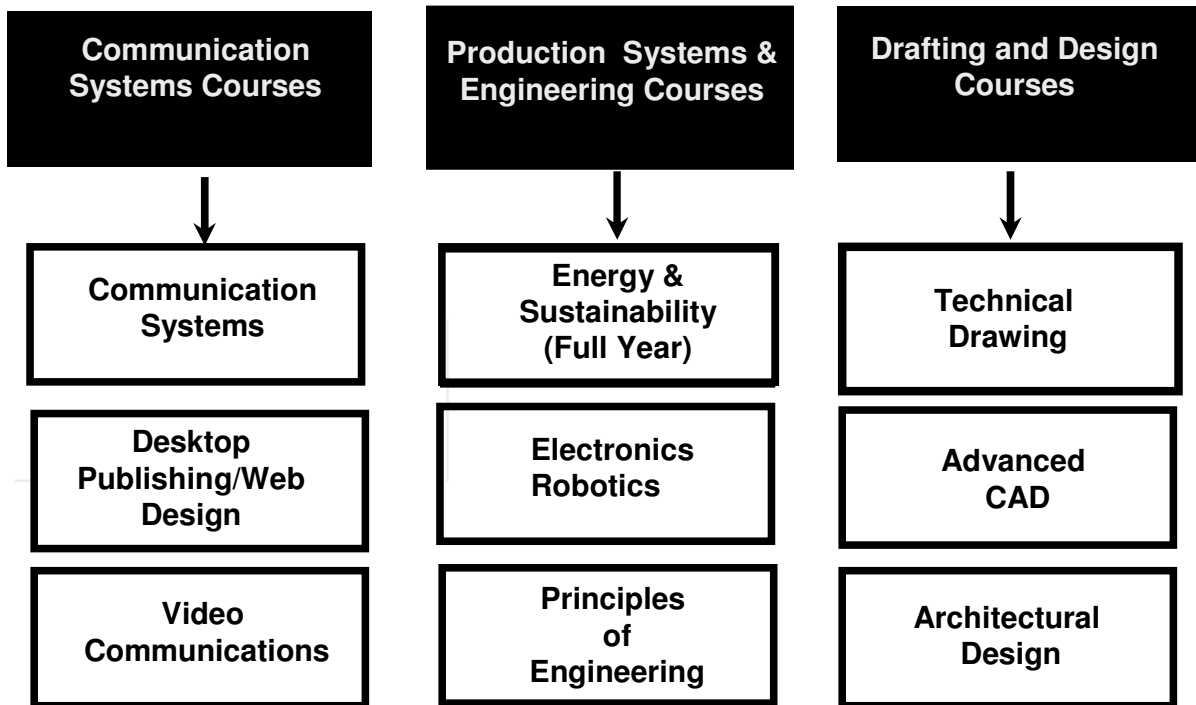 Communication
Systems Courses
Communication
Systems
Desktop
Publishing/Web
Design
Video
Communications
Production Systems &
Engineering Courses
Energy &
Sustainability
(Full Year)
Electronics
Robotics
Principles
of
Engineering
Drafting and Design
Courses
Technical
Drawing
Advanced
CAD
Architectural
Design